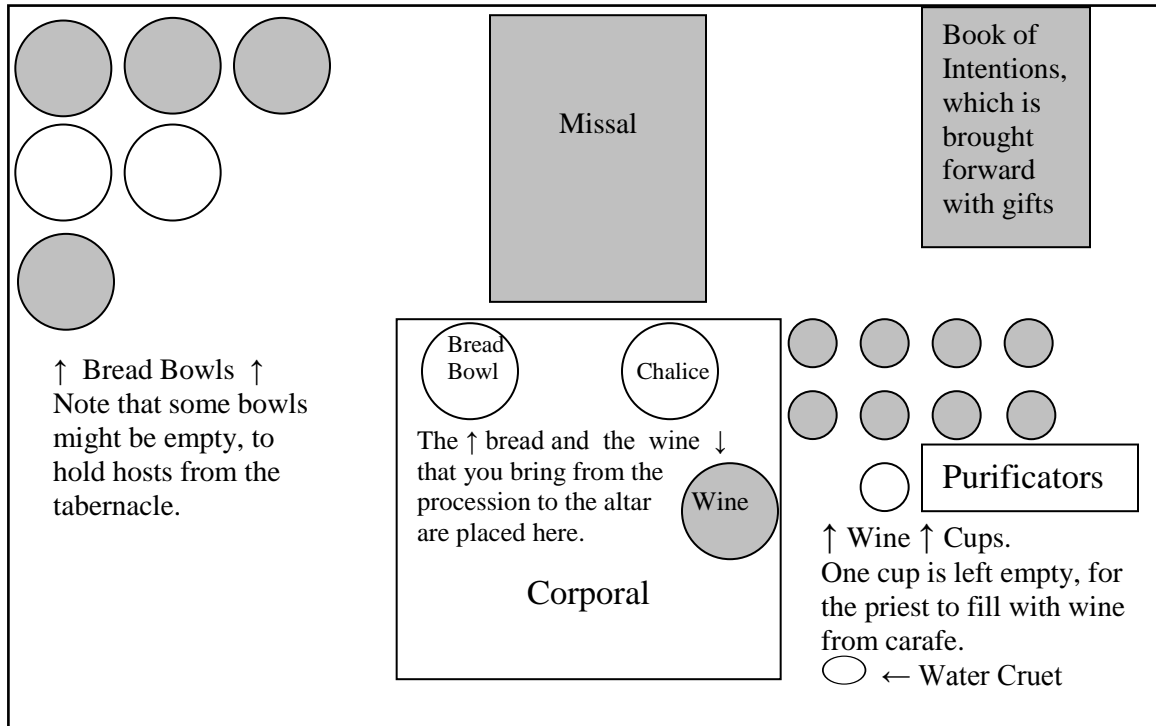 Missal
Book of
Intentions,
which is
brought
forward
with gifts
↑ Bread Bowls ↑
Note that some bowls
might be empty, to
hold hosts from the
tabernacle.
Bread
Bowl
Chalice
The ↑ bread and the wine ↓
that you bring from the
procession to the altar
are placed here.
Wine
Corporal
Purificators
↑ Wine ↑ Cups.
One cup is left empty, for
the priest to fill with wine
from carafe.
← Water Cruet